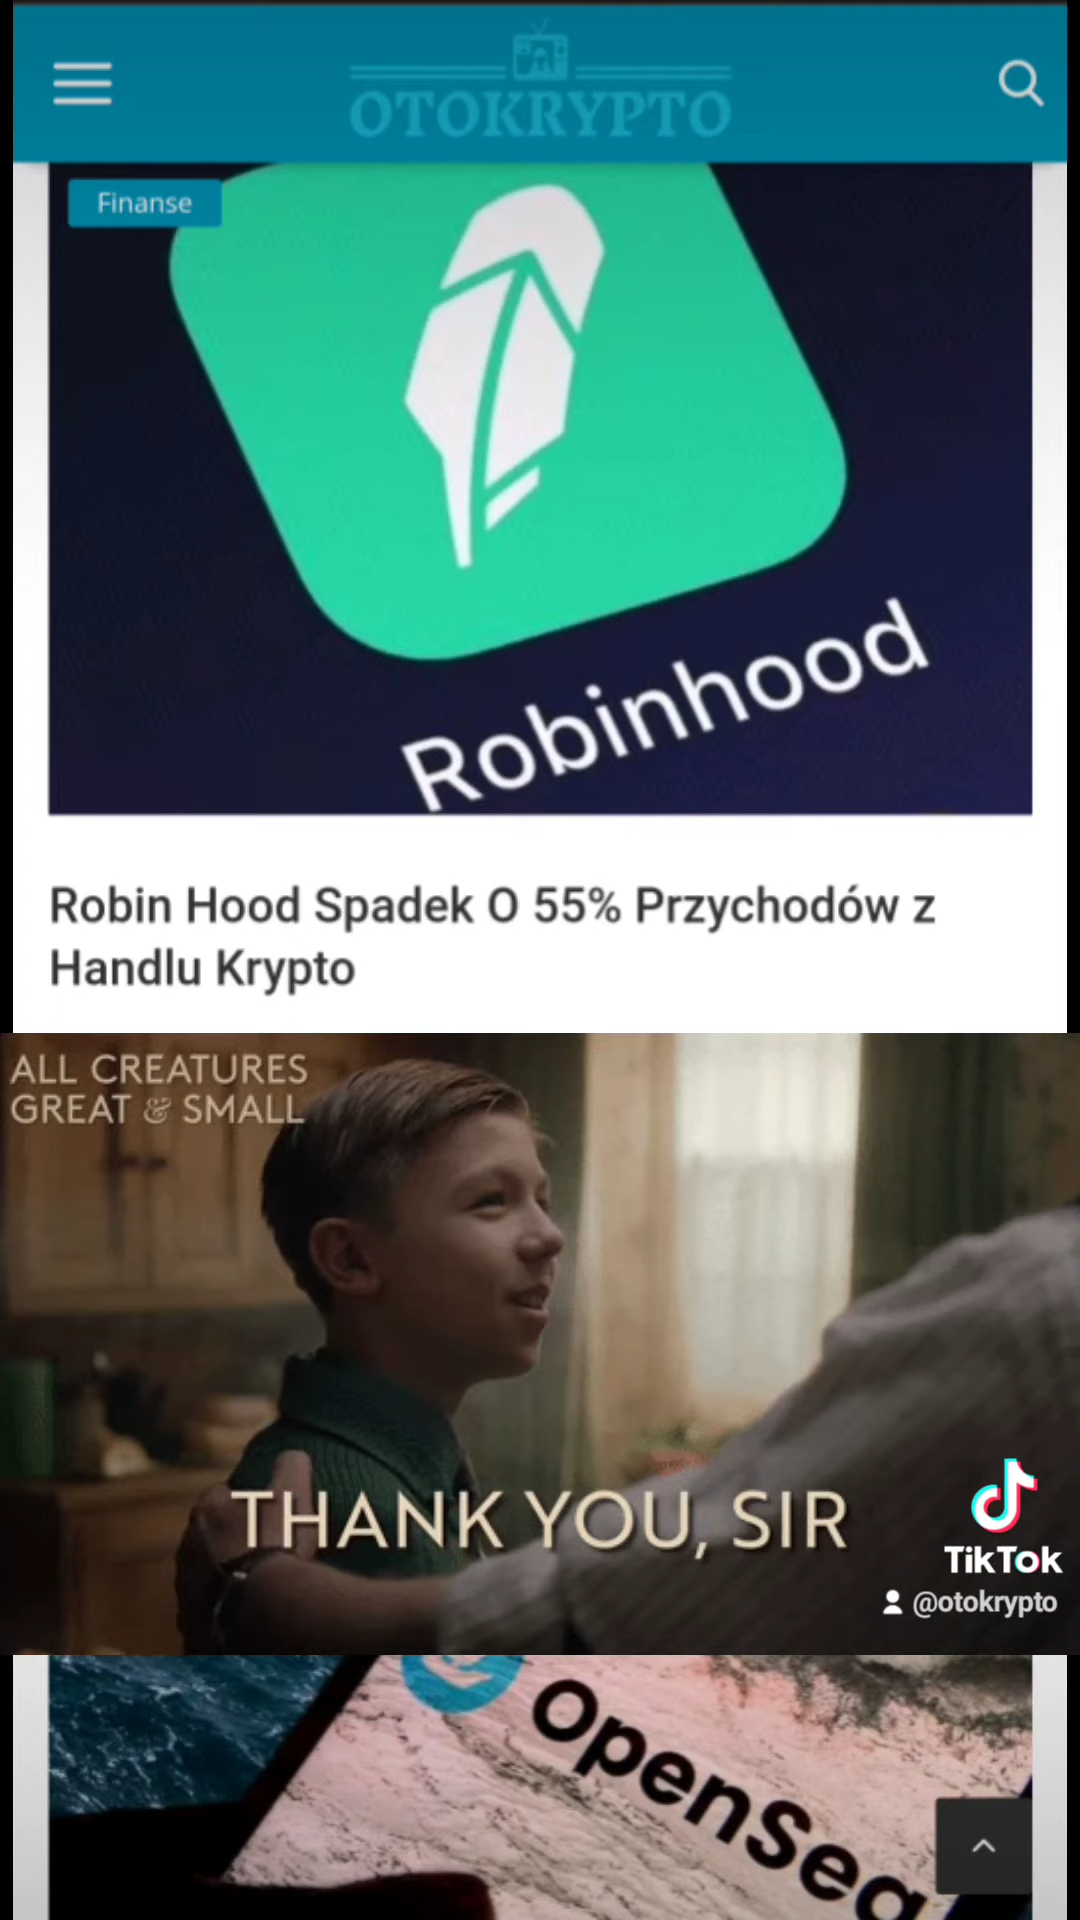 OTOKRYPTO
Finanse
Robinhood
Robin Hood Spadek O 55% Przychodów z
Handlu Krypto
ALL CREATURES
GREAT & SMALL
THANK YOU, SIR
TikTok
@otokrypto
OpenSea